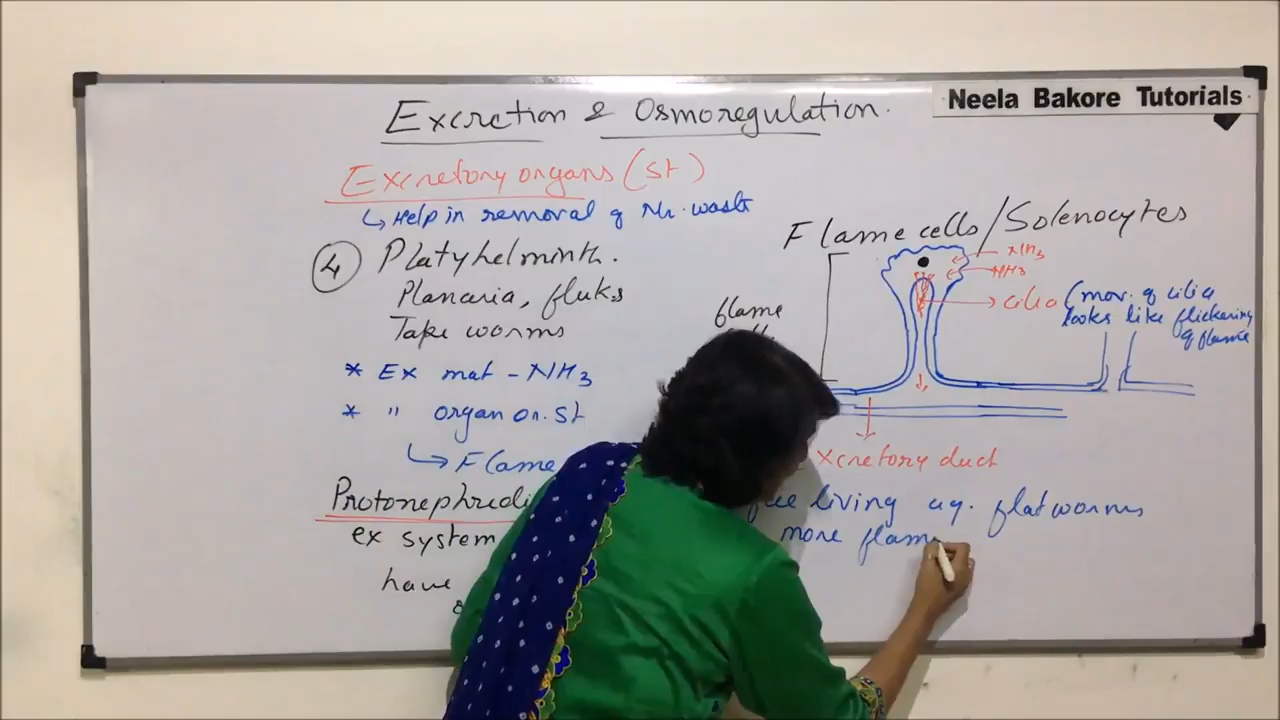 Neela Bakore Tutorials
Excretion & Osmoregulation.
Excretory organs (st)
↳ Help in removal of Nr. waste
④ Platyhelminth.
Planaria, flukes
Tape worms
* Ex mat - NH3
* " organ or. st
↳ Flame
Protonephridi
ex system
have
&
Flame cells / Solenocytes
NH3
NH3
→ cilia (mov. of cilia
looks like flickering
of flame
flame
xcretory duct
free living aq. flatworms
more flam